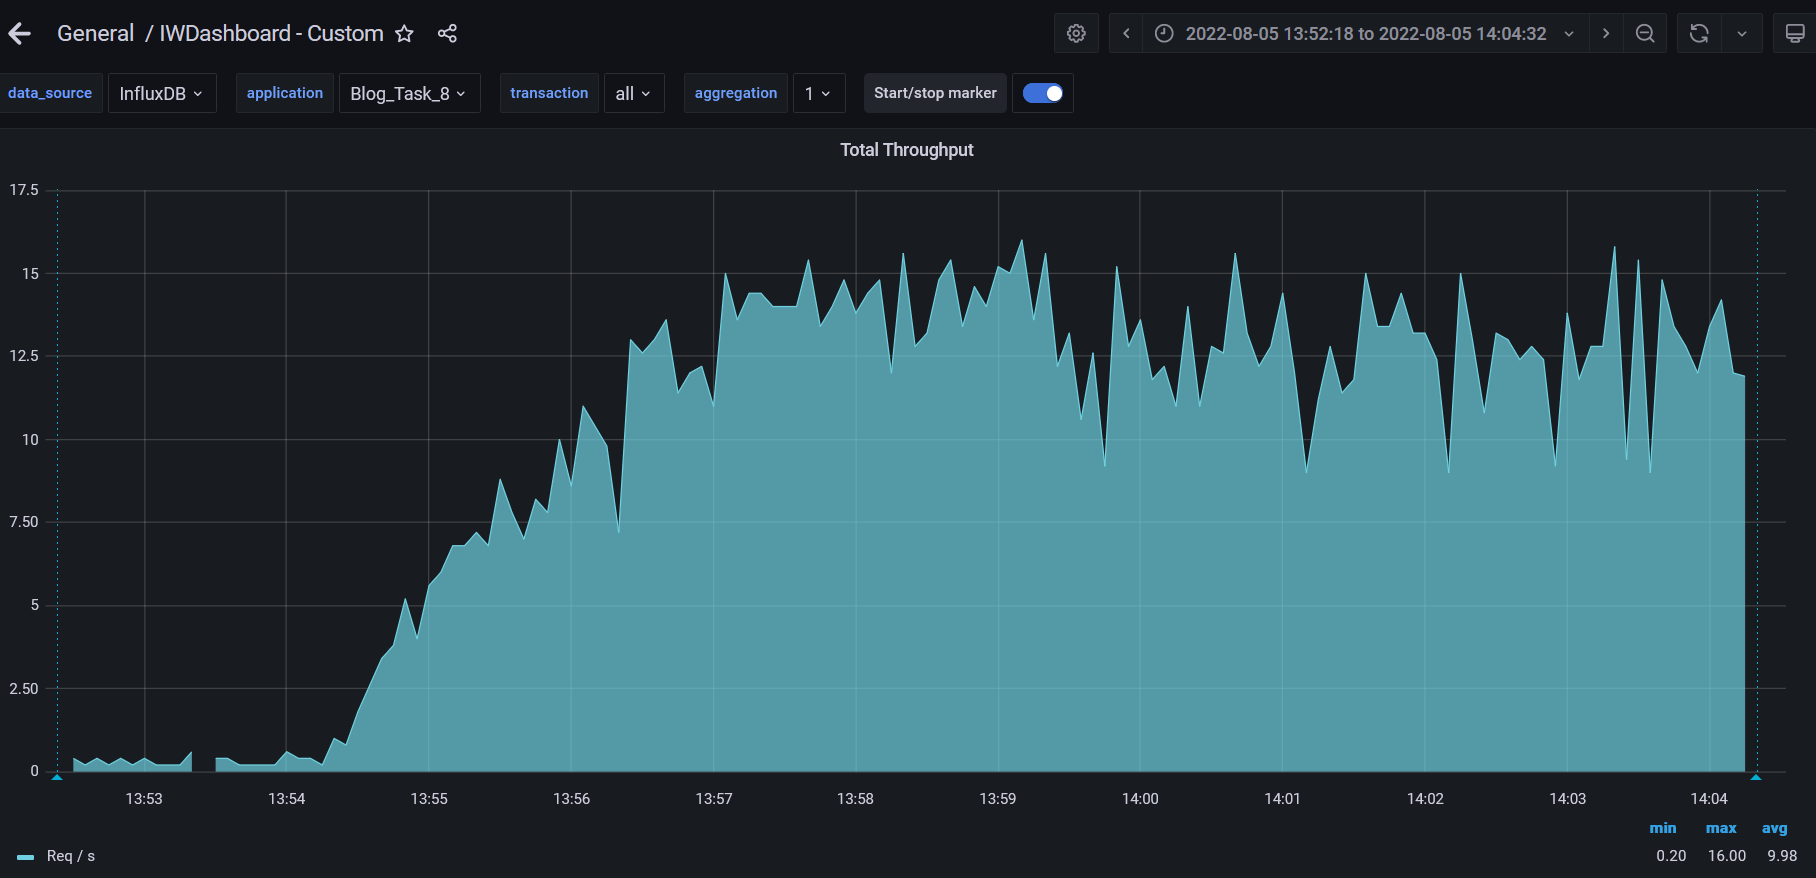 General / IWDashboard - Custom
2022-08-05 13:52:18 to 2022-08-05 14:04:32
data_source InfluxDB application Blog_Task_8 transaction all aggregation 1 Start/stop marker
Total Throughput
17.5
15
12.5
10
7.50
5
2.50
0
13:53 13:54 13:55 13:56 13:57 13:58 13:59 14:00 14:01 14:02 14:03 14:04
min max avg
Req / s 0.20 16.00 9.98